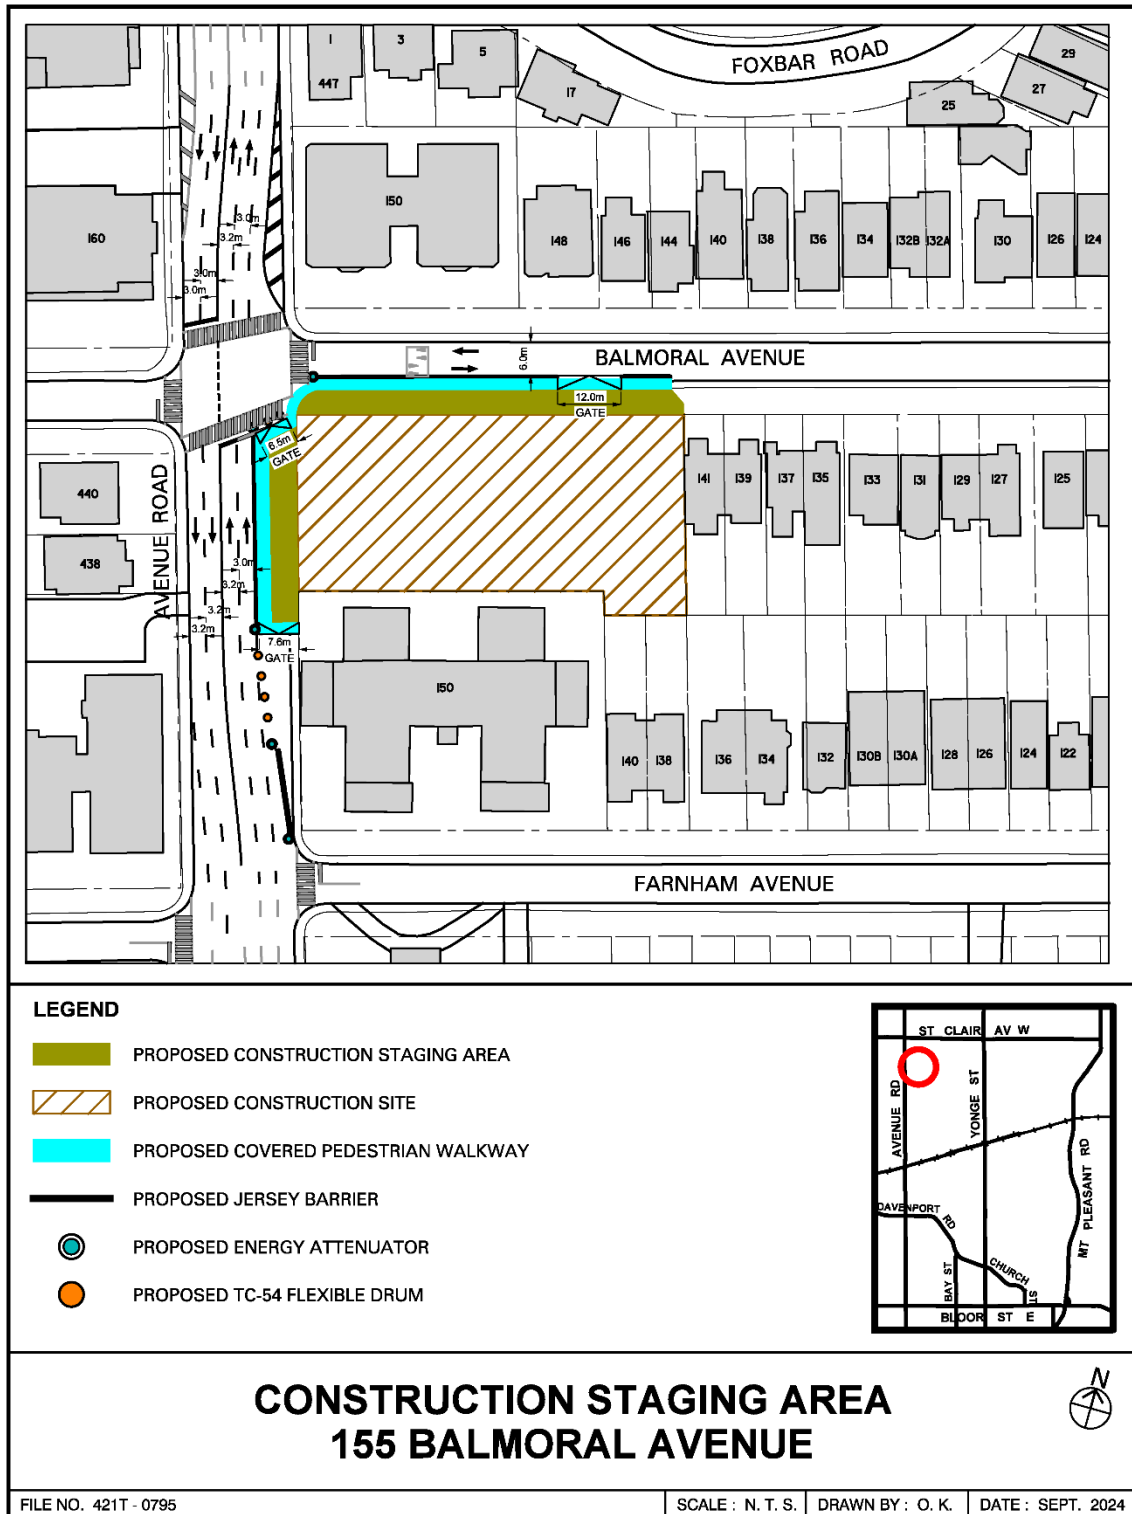 FOXBAR ROAD
1
3
5
447
17
29
27
25
160
150
148
146
144
140
138
136
134
132B
132A
130
126
124
3.0m
3.2m
3.0m
3.0m
6.0m
BALMORAL AVENUE
12.0m
GATE
6.5m
GATE
AVENUE ROAD
440
438
141
139
137
135
133
131
129
127
125
3.0m
3.2m
3.2m
3.2m
7.6m
GATE
150
140
138
136
134
132
130B
130A
128
126
124
122
FARNHAM AVENUE
LEGEND
PROPOSED CONSTRUCTION STAGING AREA
PROPOSED CONSTRUCTION SITE
PROPOSED COVERED PEDESTRIAN WALKWAY
PROPOSED JERSEY BARRIER
PROPOSED ENERGY ATTENUATOR
PROPOSED TC-54 FLEXIBLE DRUM
ST CLAIR AV W
AVENUE RD
YONGE ST
MT PLEASANT RD
DAVENPORT RD
BAY ST
CHURCH ST
BLOOR ST E
CONSTRUCTION STAGING AREA
155 BALMORAL AVENUE
N
FILE NO. 421T - 0795
SCALE : N. T. S.
DRAWN BY : O. K.
DATE : SEPT. 2024